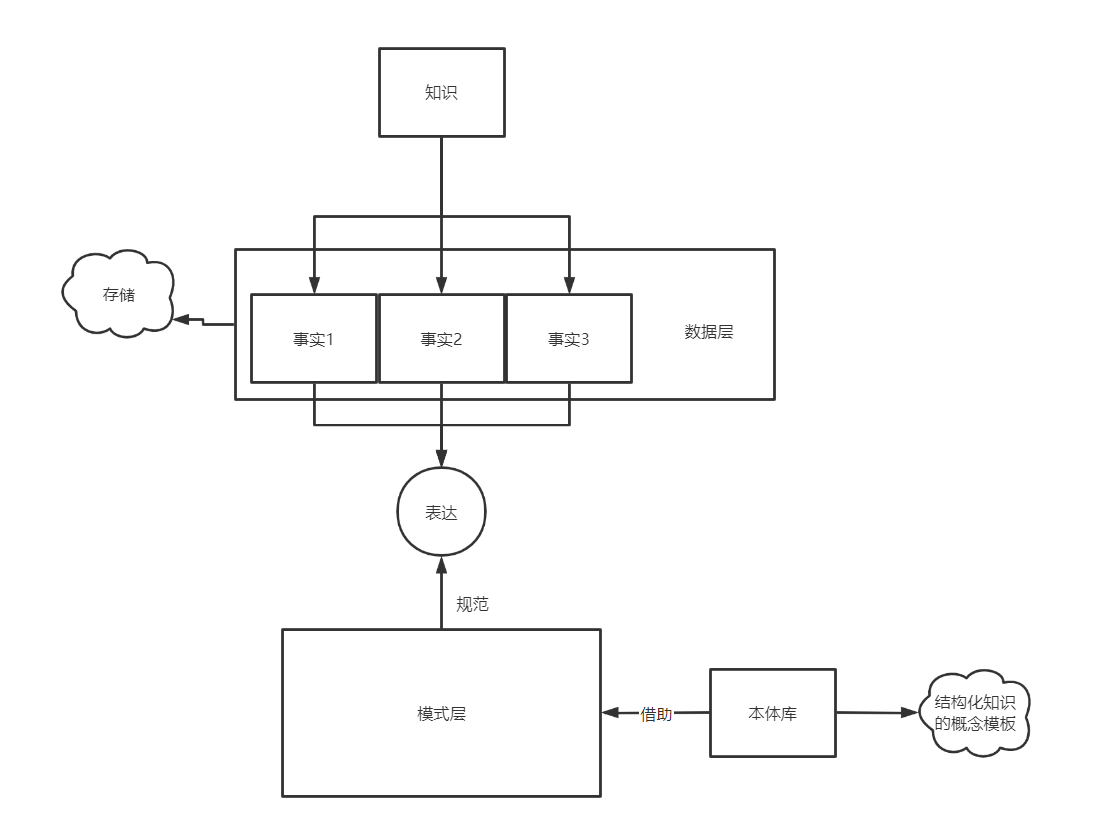 知识
存储
事实1
事实2
事实3
数据层
表达
规范
模式层
借助
本体库
结构化知识
的概念模板